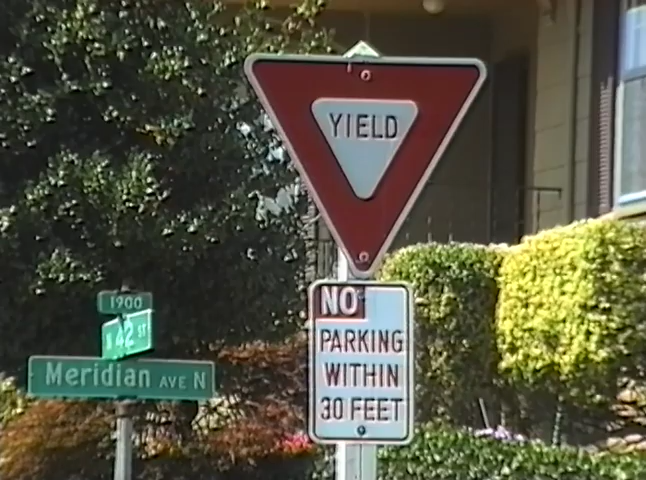 YIELD
NO
PARKING
WITHIN
30 FEET
1900
N 42 ST
Meridian AVE N